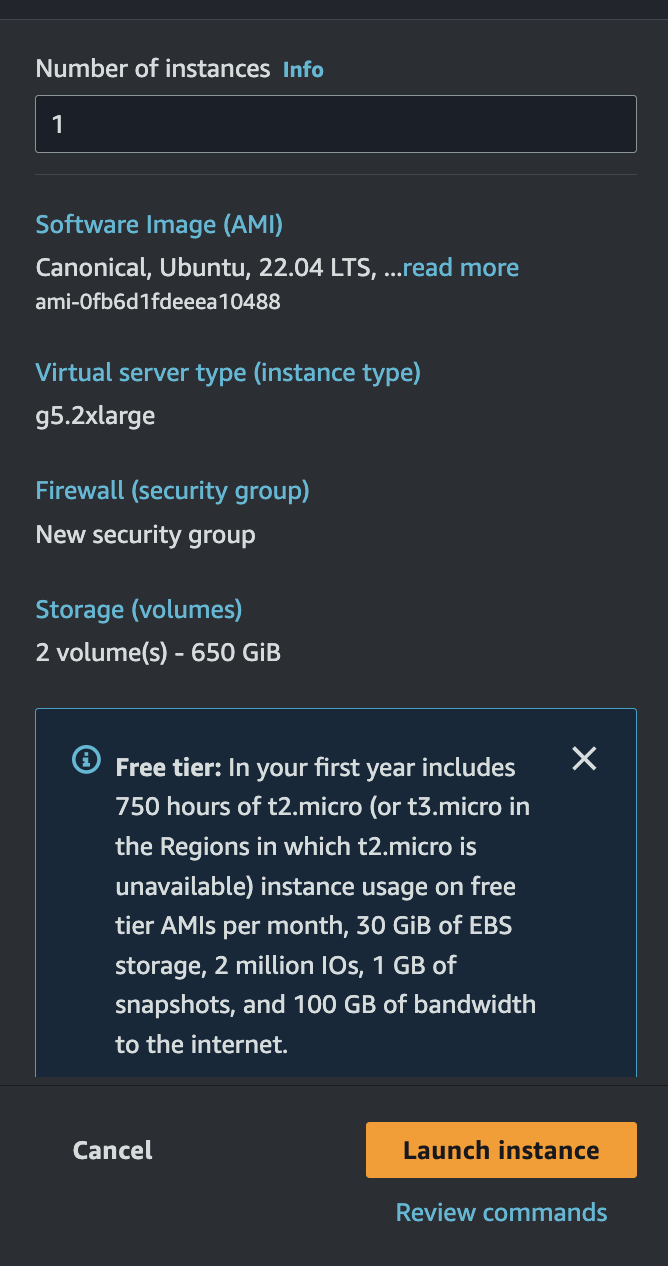 Number of instances Info
1
Software Image (AMI)
Canonical, Ubuntu, 22.04 LTS, ...read more
ami-0fb6d1fdeeea10488
Virtual server type (instance type)
g5.2xlarge
Firewall (security group)
New security group
Storage (volumes)
2 volume(s) - 650 GiB
Free tier: In your first year includes
750 hours of t2.micro (or t3.micro in
the Regions in which t2.micro is
unavailable) instance usage on free
tier AMIs per month, 30 GiB of EBS
storage, 2 million IOs, 1 GB of
snapshots, and 100 GB of bandwidth
to the internet.
Cancel
Launch instance
Review commands